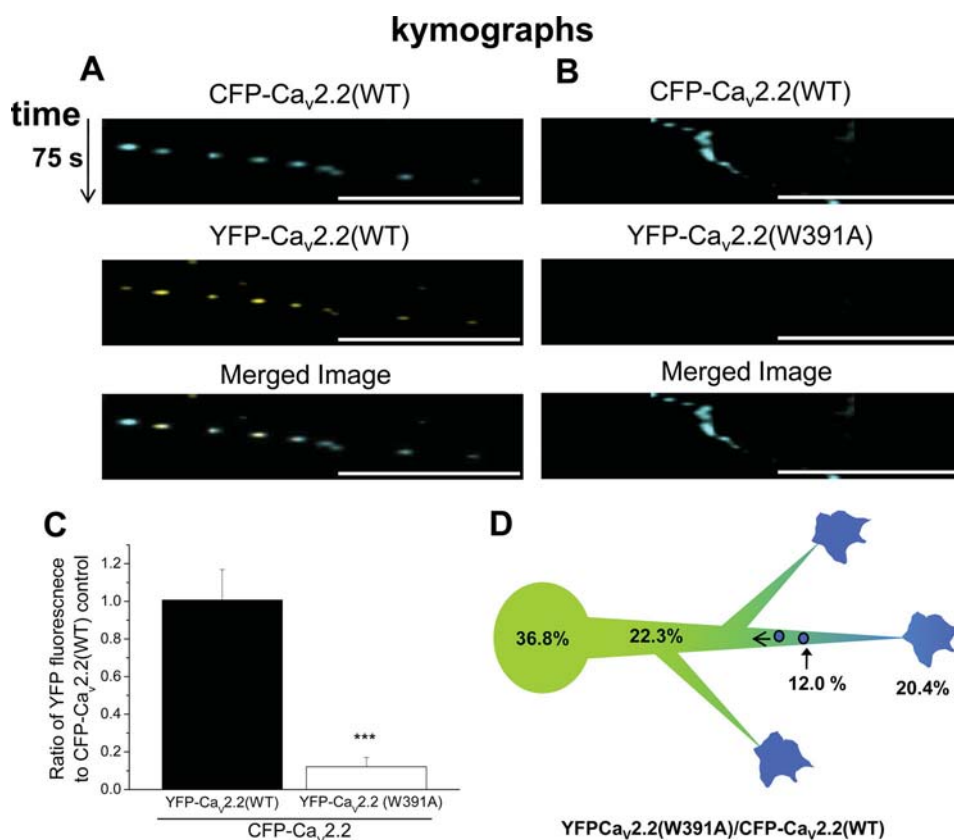 kymographs
A
CFP-Caᵥ2.2(WT)
time
75 s
YFP-Caᵥ2.2(WT)
Merged Image
B
CFP-Caᵥ2.2(WT)
YFP-Caᵥ2.2(W391A)
Merged Image
C
Ratio of YFP fluorescnece
to CFP-Caᵥ2.2(WT) control
1.2
1.0
0.8
0.6
0.4
0.2
0.0
***
YFP-Caᵥ2.2(WT)
YFP-Caᵥ2.2 (W391A)
CFP-Caᵥ2.2
D
36.8%
22.3%
12.0 %
20.4%
YFPCaᵥ2.2(W391A)/CFP-Caᵥ2.2(WT)